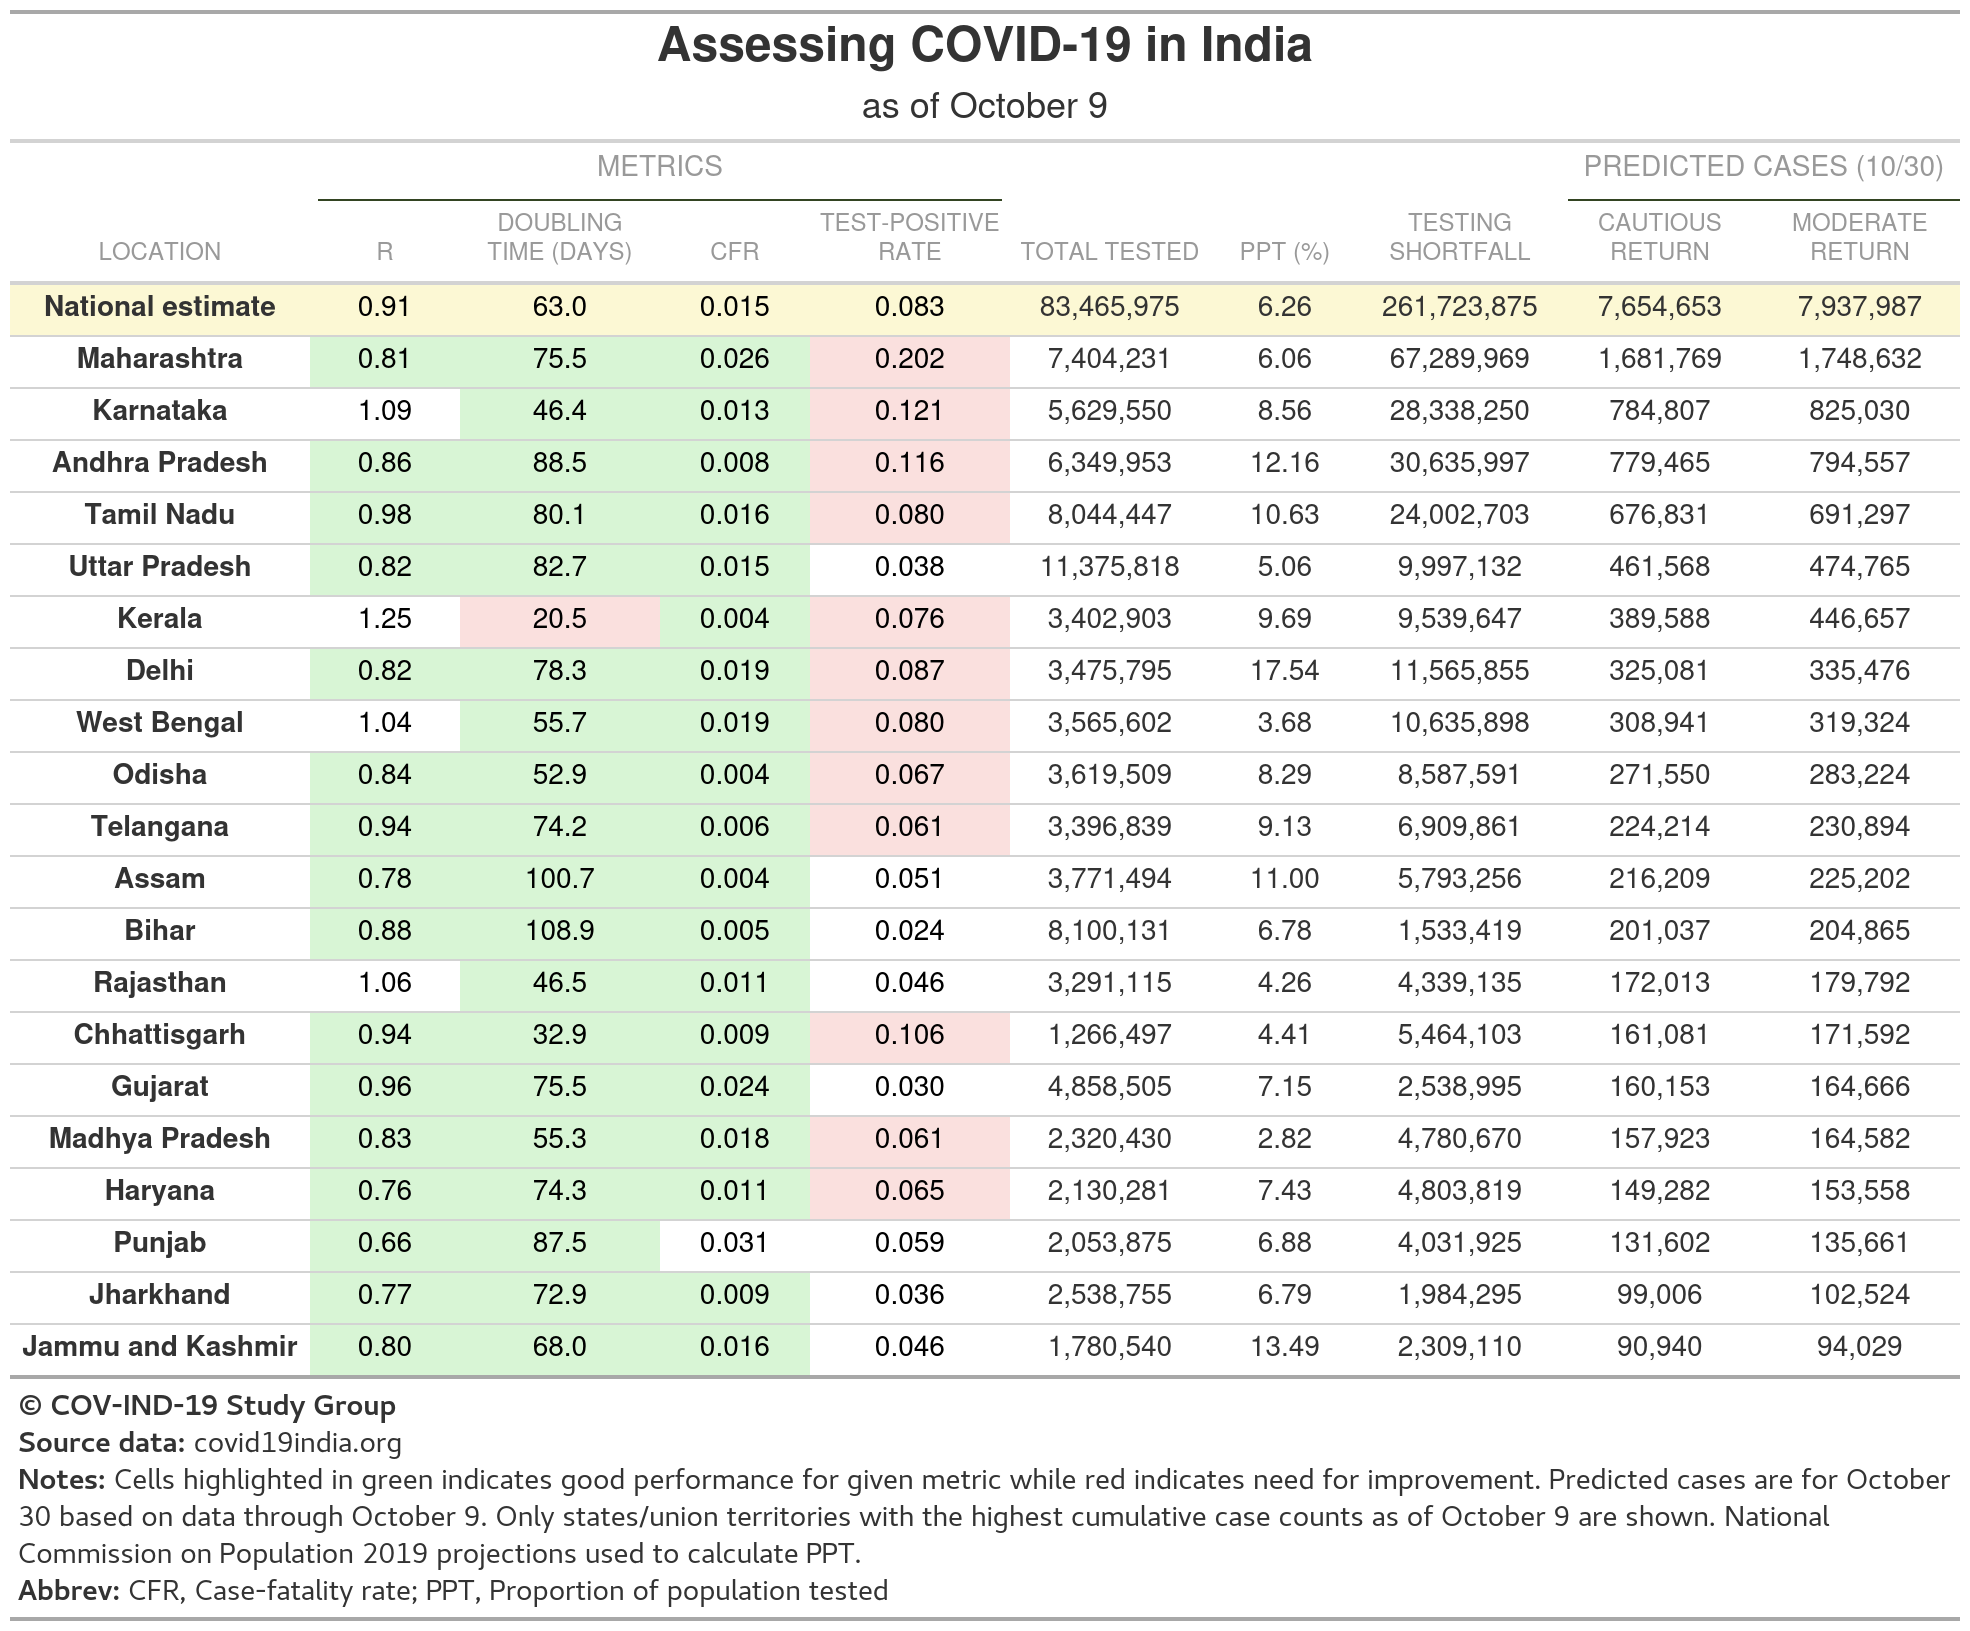 Assessing COVID-19 in India
as of October 9
METRICS PREDICTED CASES (10/30)
LOCATION R DOUBLING TIME (DAYS) CFR TEST-POSITIVE RATE TOTAL TESTED PPT (%) TESTING SHORTFALL CAUTIOUS RETURN MODERATE RETURN
National estimate 0.91 63.0 0.015 0.083 83,465,975 6.26 261,723,875 7,654,653 7,937,987
Maharashtra 0.81 75.5 0.026 0.202 7,404,231 6.06 67,289,969 1,681,769 1,748,632
Karnataka 1.09 46.4 0.013 0.121 5,629,550 8.56 28,338,250 784,807 825,030
Andhra Pradesh 0.86 88.5 0.008 0.116 6,349,953 12.16 30,635,997 779,465 794,557
Tamil Nadu 0.98 80.1 0.016 0.080 8,044,447 10.63 24,002,703 676,831 691,297
Uttar Pradesh 0.82 82.7 0.015 0.038 11,375,818 5.06 9,997,132 461,568 474,765
Kerala 1.25 20.5 0.004 0.076 3,402,903 9.69 9,539,647 389,588 446,657
Delhi 0.82 78.3 0.019 0.087 3,475,795 17.54 11,565,855 325,081 335,476
West Bengal 1.04 55.7 0.019 0.080 3,565,602 3.68 10,635,898 308,941 319,324
Odisha 0.84 52.9 0.004 0.067 3,619,509 8.29 8,587,591 271,550 283,224
Telangana 0.94 74.2 0.006 0.061 3,396,839 9.13 6,909,861 224,214 230,894
Assam 0.78 100.7 0.004 0.051 3,771,494 11.00 5,793,256 216,209 225,202
Bihar 0.88 108.9 0.005 0.024 8,100,131 6.78 1,533,419 201,037 204,865
Rajasthan 1.06 46.5 0.011 0.046 3,291,115 4.26 4,339,135 172,013 179,792
Chhattisgarh 0.94 32.9 0.009 0.106 1,266,497 4.41 5,464,103 161,081 171,592
Gujarat 0.96 75.5 0.024 0.030 4,858,505 7.15 2,538,995 160,153 164,666
Madhya Pradesh 0.83 55.3 0.018 0.061 2,320,430 2.82 4,780,670 157,923 164,582
Haryana 0.76 74.3 0.011 0.065 2,130,281 7.43 4,803,819 149,282 153,558
Punjab 0.66 87.5 0.031 0.059 2,053,875 6.88 4,031,925 131,602 135,661
Jharkhand 0.77 72.9 0.009 0.036 2,538,755 6.79 1,984,295 99,006 102,524
Jammu and Kashmir 0.80 68.0 0.016 0.046 1,780,540 13.49 2,309,110 90,940 94,029
© COV-IND-19 Study Group
Source data: covid19india.org
Notes: Cells highlighted in green indicates good performance for given metric while red indicates need for improvement. Predicted cases are for October
30 based on data through October 9. Only states/union territories with the highest cumulative case counts as of October 9 are shown. National
Commission on Population 2019 projections used to calculate PPT.
Abbrev: CFR, Case-fatality rate; PPT, Proportion of population tested